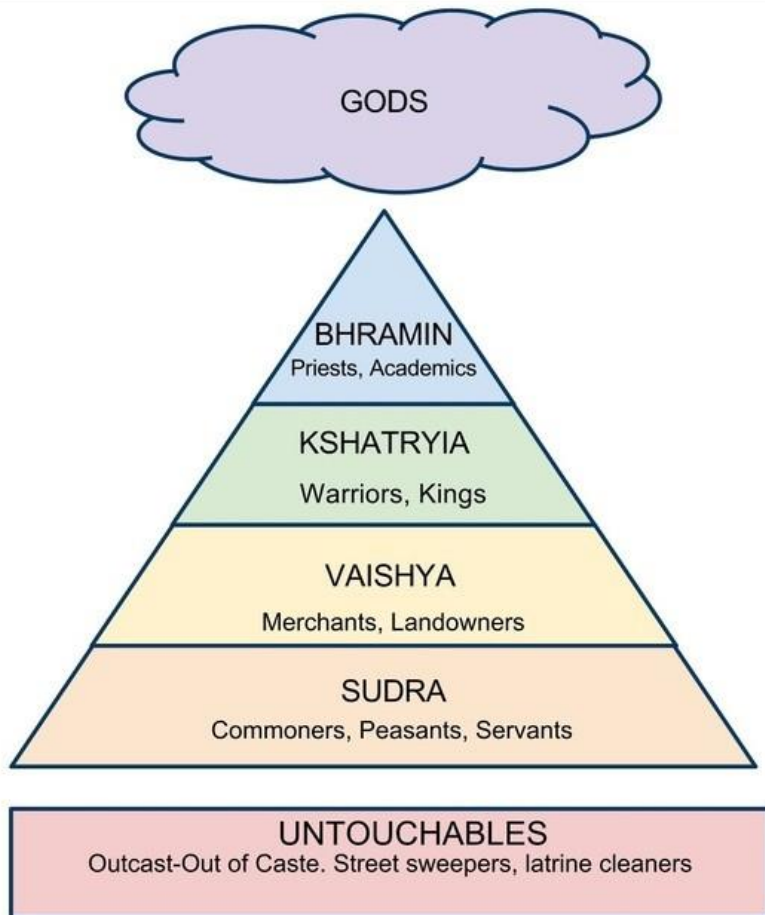 GODS
BHRAMIN
Priests, Academics
KSHATRYIA
Warriors, Kings
VAISHYA
Merchants, Landowners
SUDRA
Commoners, Peasants, Servants
UNTOUCHABLES
Outcast-Out of Caste. Street sweepers, latrine cleaners